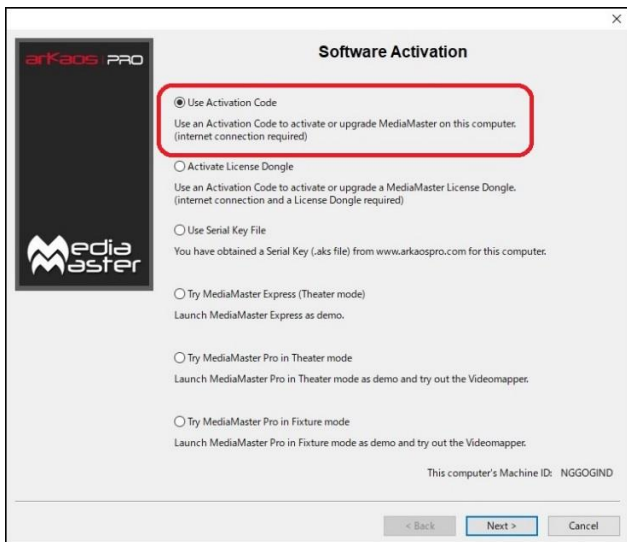 arKaos PRO
Software Activation
Use Activation Code
Use an Activation Code to activate or upgrade MediaMaster on this computer.
(internet connection required)
Activate License Dongle
Use an Activation Code to activate or upgrade a MediaMaster License Dongle.
(internet connection and a License Dongle required)
Use Serial Key File
You have obtained a Serial Key (.aks file) from www.arkaospro.com for this computer.
Media
Master
Try MediaMaster Express (Theater mode)
Launch MediaMaster Express as demo.
Try MediaMaster Pro in Theater mode
Launch MediaMaster Pro in Theater mode as demo and try out the Videomapper.
Try MediaMaster Pro in Fixture mode
Launch MediaMaster Pro in Fixture mode as demo and try out the Videomapper.
This computer's Machine ID: NGGOGIND
< Back Next > Cancel